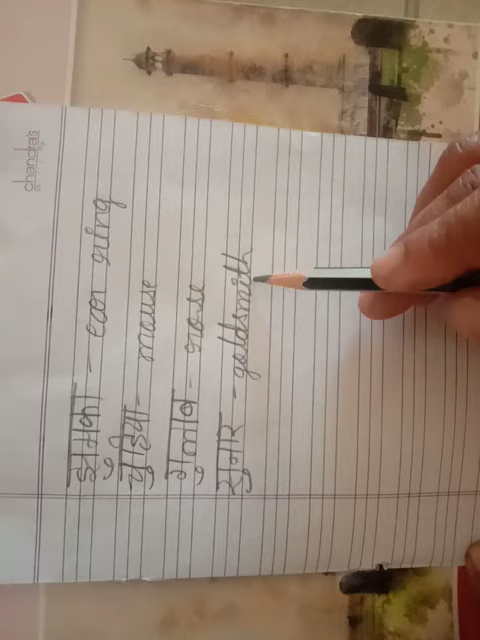 chandra's
झुमका - ear ring
चुहिया - mouse
गुलाब - rose
सुनार - goldsmith